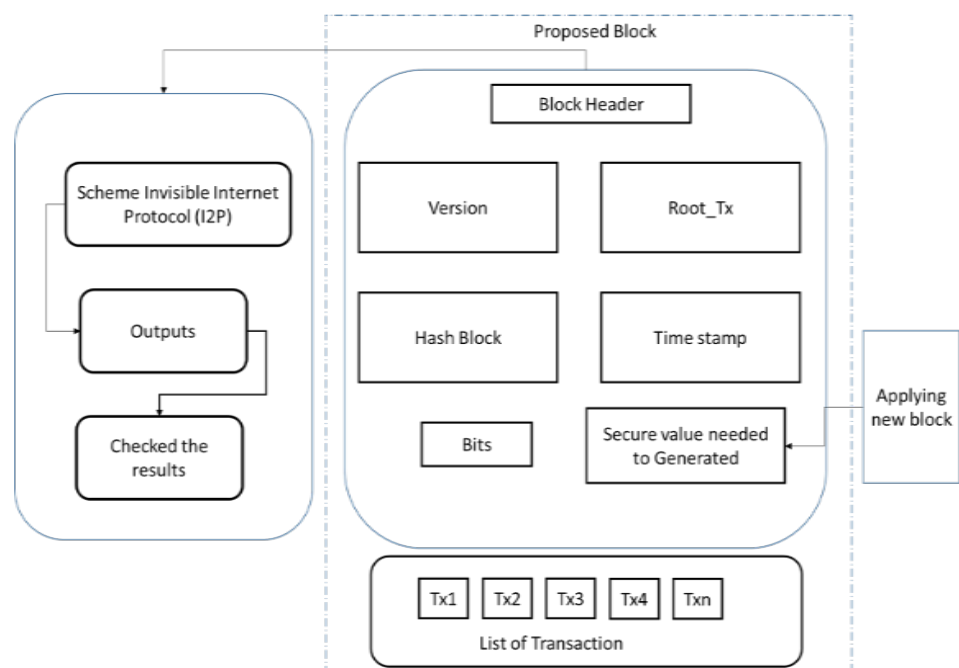 Proposed Block
Block Header
Scheme Invisible Internet
Protocol (I2P)
Version
Root_Tx
Outputs
Hash Block
Time stamp
Applying
new block
Checked the
results
Bits
Secure value needed
to Generated
Tx1
Tx2
Tx3
Tx4
Txn
List of Transaction